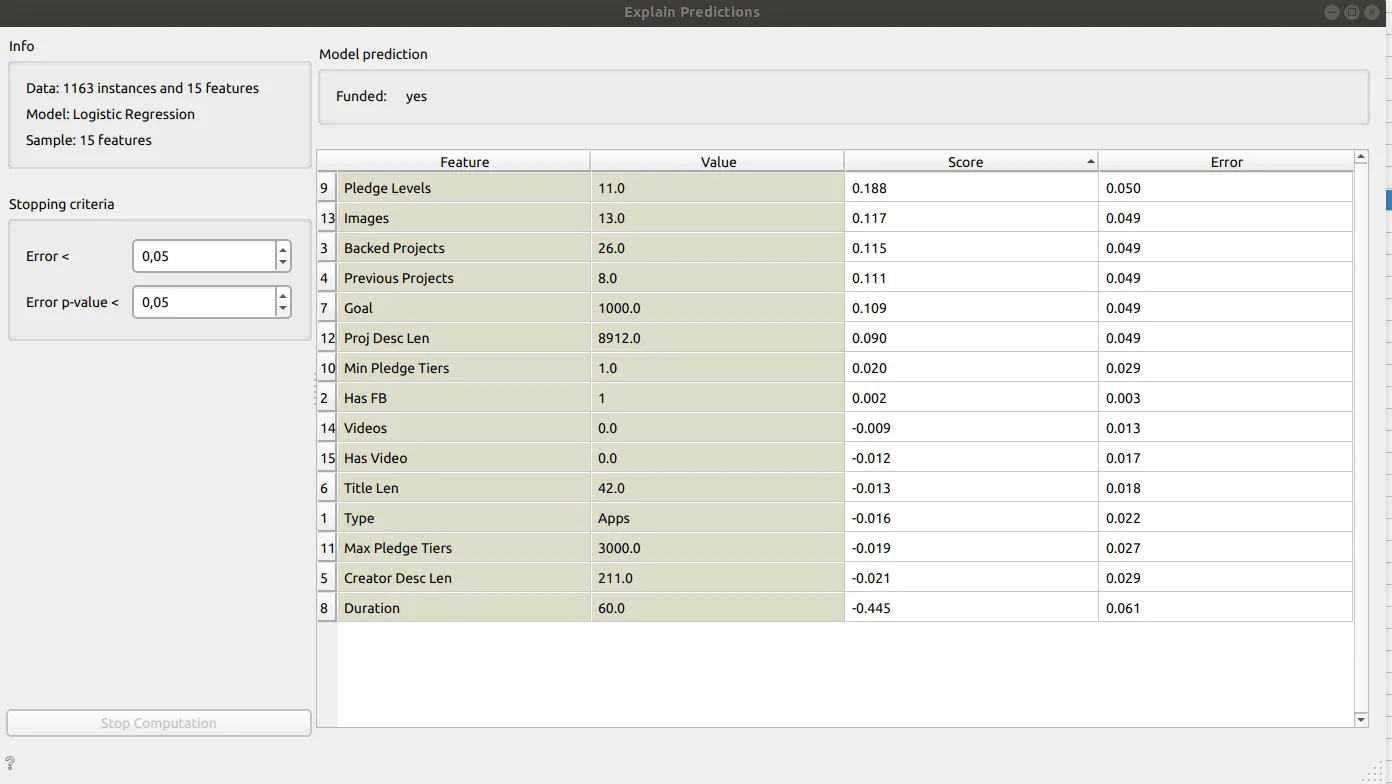 Explain Predictions
Info
Data: 1163 instances and 15 features
Model: Logistic Regression
Sample: 15 features
Stopping criteria
Error < 0,05
Error p-value < 0,05
Stop Computation
?
Model prediction
Funded: yes
Feature Value Score Error
9 Pledge Levels 11.0 0.188 0.050
13 Images 13.0 0.117 0.049
3 Backed Projects 26.0 0.115 0.049
4 Previous Projects 8.0 0.111 0.049
7 Goal 1000.0 0.109 0.049
12 Proj Desc Len 8912.0 0.090 0.049
10 Min Pledge Tiers 1.0 0.020 0.029
2 Has FB 1 0.002 0.003
14 Videos 0.0 -0.009 0.013
15 Has Video 0.0 -0.012 0.017
6 Title Len 42.0 -0.013 0.018
1 Type Apps -0.016 0.022
11 Max Pledge Tiers 3000.0 -0.019 0.027
5 Creator Desc Len 211.0 -0.021 0.029
8 Duration 60.0 -0.445 0.061